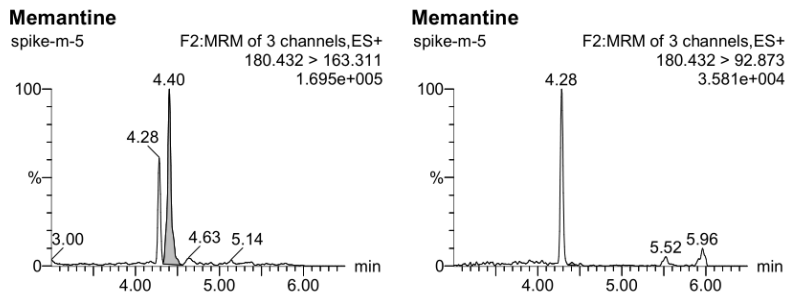 Memantine
spike-m-5
F2:MRM of 3 channels,ES+
180.432 > 163.311
1.695e+005
100
%
0
3.00
4.28
4.40
4.63
5.14
4.00
5.00
6.00
min
Memantine
spike-m-5
F2:MRM of 3 channels,ES+
180.432 > 92.873
3.581e+004
100
%
0
4.28
5.52
5.96
4.00
5.00
6.00
min